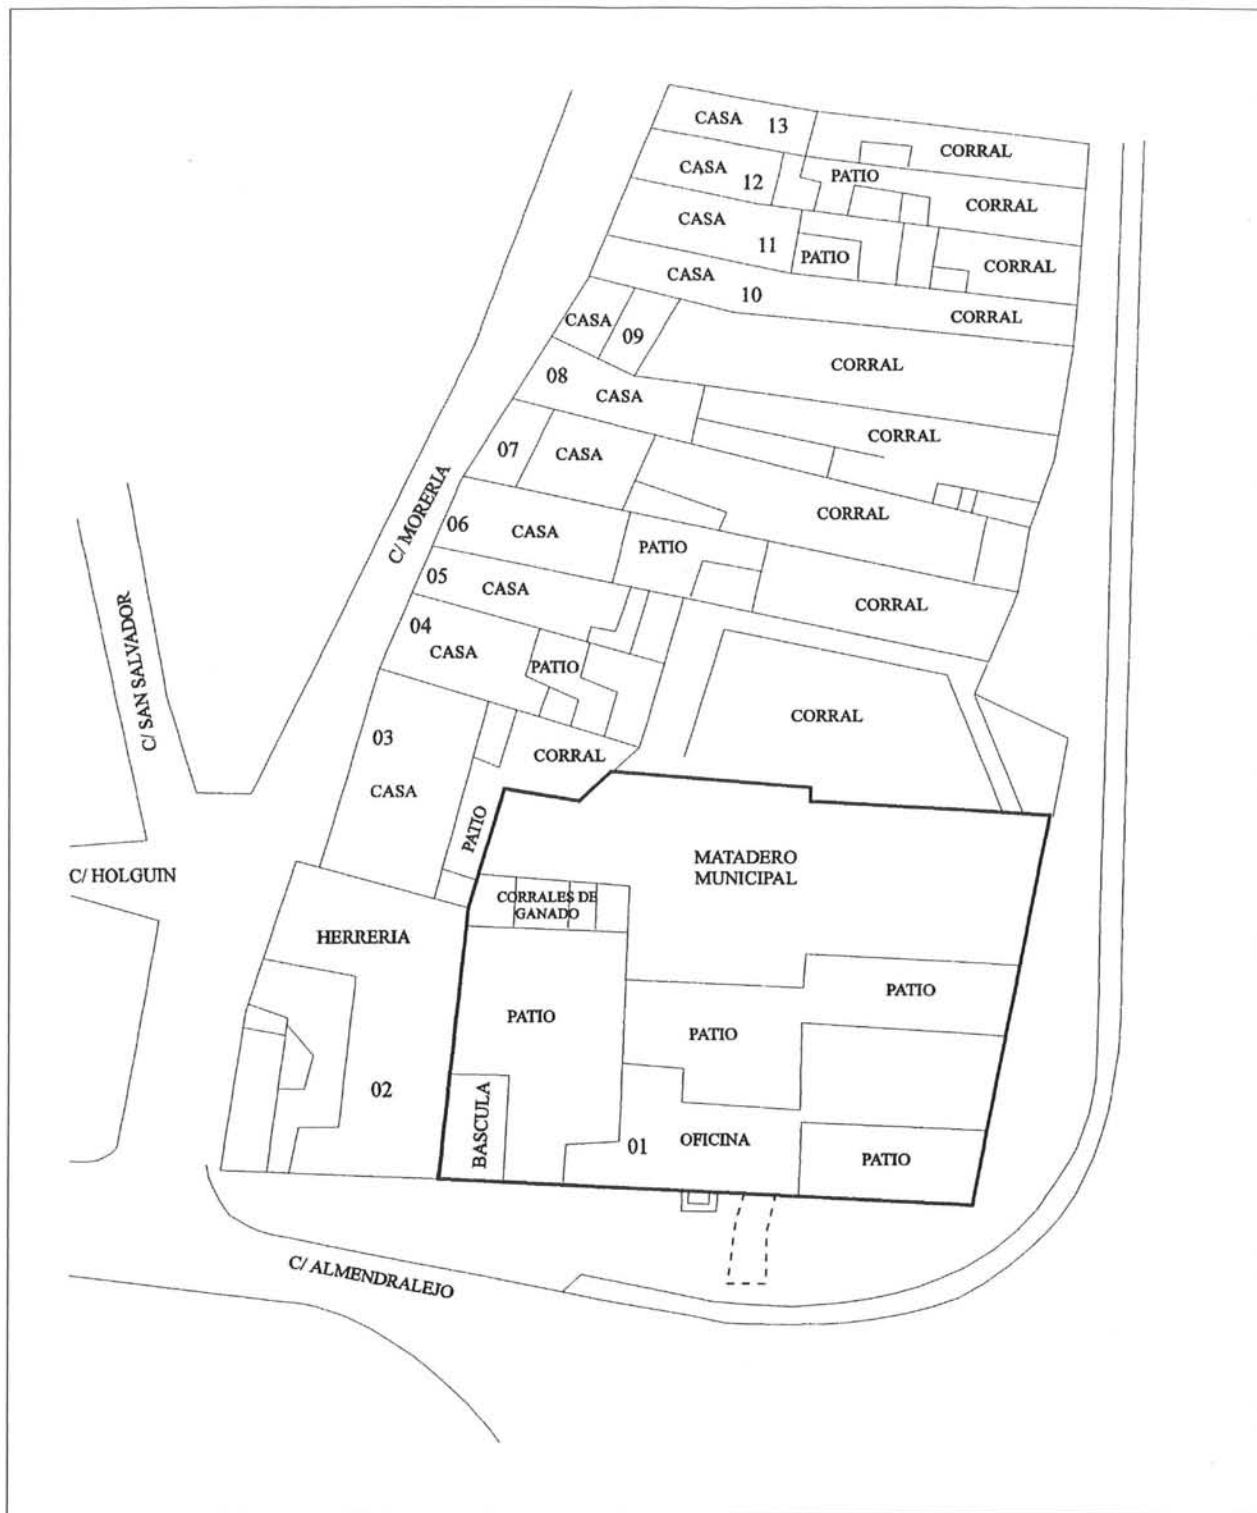 CASA 13
CORRAL
CASA 12
PATIO
CORRAL
CASA 11
PATIO
CORRAL
CASA 10
CORRAL
CASA 09
CORRAL
08 CASA
CORRAL
07 CASA
CORRAL
C/ MORERIA
06 CASA
PATIO
05 CASA
CORRAL
04 CASA
PATIO
C/ SAN SALVADOR
CORRAL
03
CASA
CORRAL
PATIO
C/ HOLGUIN
MATADERO
MUNICIPAL
CORRALES DE
GANADO
HERRERIA
PATIO
PATIO
PATIO
02
BASCULA
01 OFICINA
PATIO
C/ ALMENDRALEJO